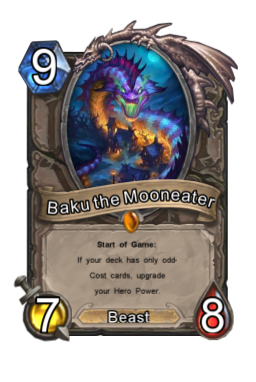 9
Baku the Mooneater
Start of Game:
If your deck has only odd-
Cost cards, upgrade
your Hero Power.
7
Beast
8